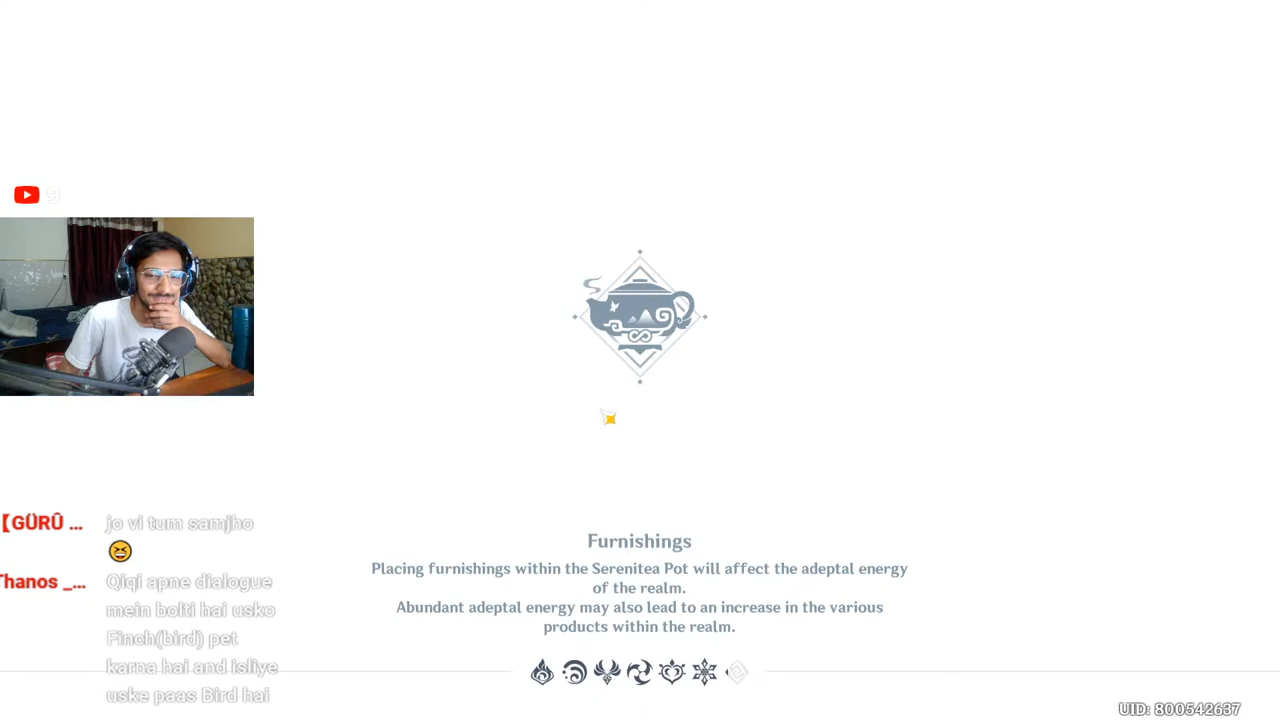 9
【GÜRÛ ... jo vi tum samjho
😆
Thanos _... Qiqi apne dialogue
mein bolti hai usko
Finch(bird) pet
karna hai and isliye
uske paas Bird hai
Furnishings
Placing furnishings within the Serenitea Pot will affect the adeptal energy
of the realm.
Abundant adeptal energy may also lead to an increase in the various
products within the realm.
UID: 800542637